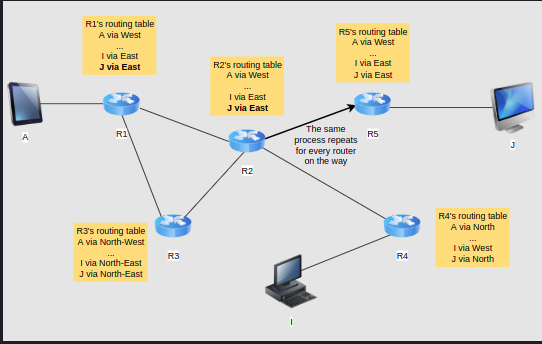 R1's routing table
A via West
...
I via East
J via East
R2's routing table
A via West
...
I via East
J via East
R5's routing table
A via West
...
I via East
J via East
A
R1
R2
The same
process repeats
for every router
on the way
R5
J
R3's routing table
A via North-West
...
I via North-East
J via North-East
R3
I
R4
R4's routing table
A via North
...
I via West
J via North